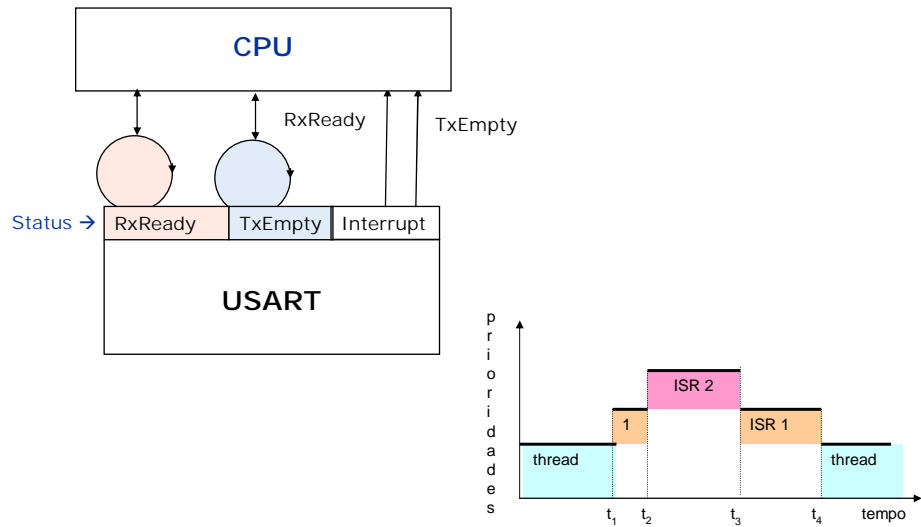 CPU
RxReady
TxEmpty
Status →
RxReady
TxEmpty
Interrupt
USART
prioridades
ISR 2
1
ISR 1
thread
thread
t1
t2
t3
t4
tempo